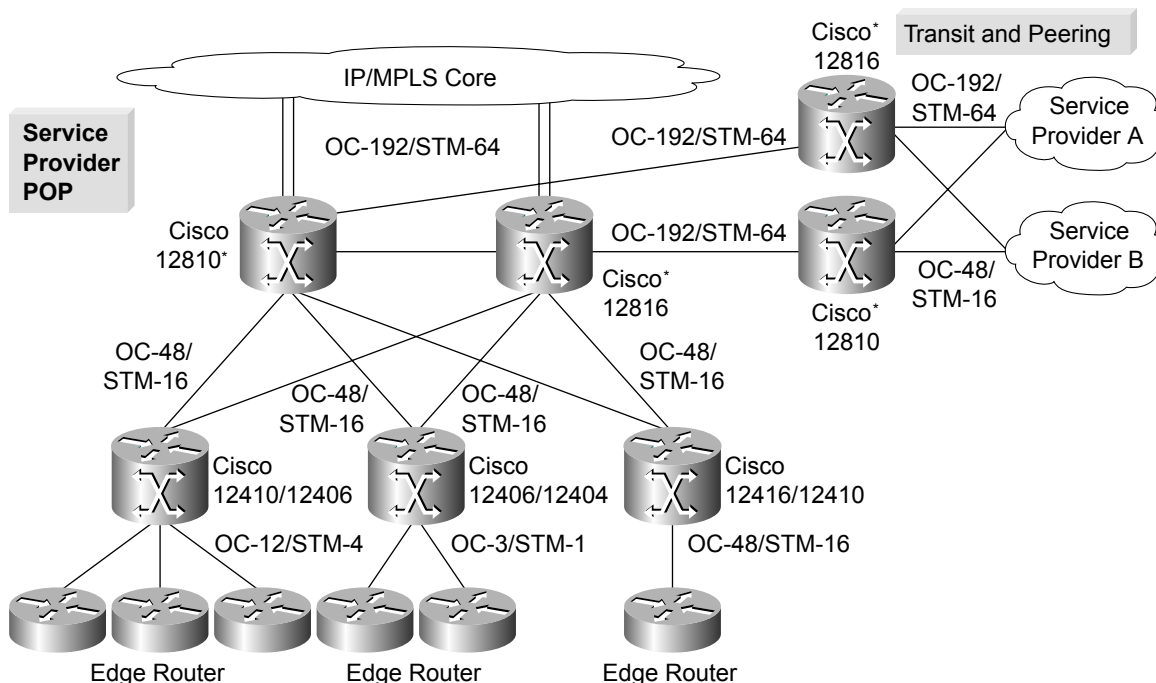 Cisco*
12816
Transit and Peering
IP/MPLS Core
OC-192/
STM-64
Service
Provider A
Service
Provider
POP
OC-192/STM-64
OC-192/STM-64
Cisco
12810*
OC-192/STM-64
Service
Provider B
Cisco*
12816
OC-48/
STM-16
Cisco*
12810
OC-48/
STM-16
OC-48/
STM-16
OC-48/
STM-16
OC-48/
STM-16
Cisco
12410/12406
Cisco
12406/12404
Cisco
12416/12410
OC-12/STM-4
OC-3/STM-1
OC-48/STM-16
Edge Router
Edge Router
Edge Router